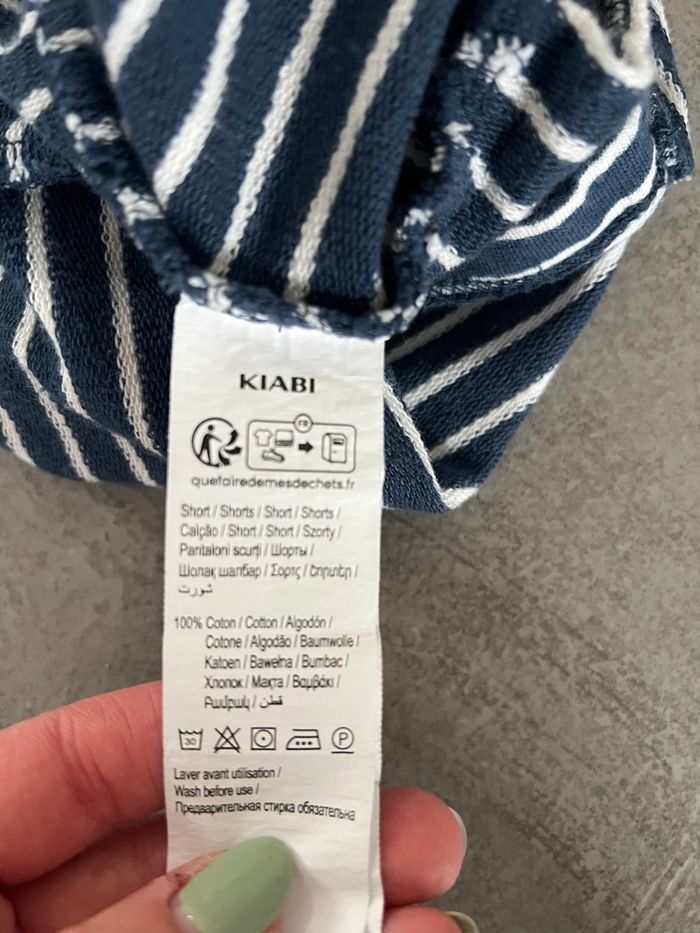 KIABI
FR
quefairedemesdechets.fr
Short / Shorts / Short / Shorts /
Calção / Short / Short / Szorty /
Pantaloni scurți / Шорты /
Шолақ шалбар / Σορτς / Շորտեր /
شورت
100% Coton / Cotton / Algodón /
Cotone / Algodão / Baumwolle /
Katoen / Bawełna / Bumbac /
Хлопок / Мақта / Βαμβάκι /
Բամբակ / قطن
30
P
Laver avant utilisation /
Wash before use /
Предварительная стирка обязательна